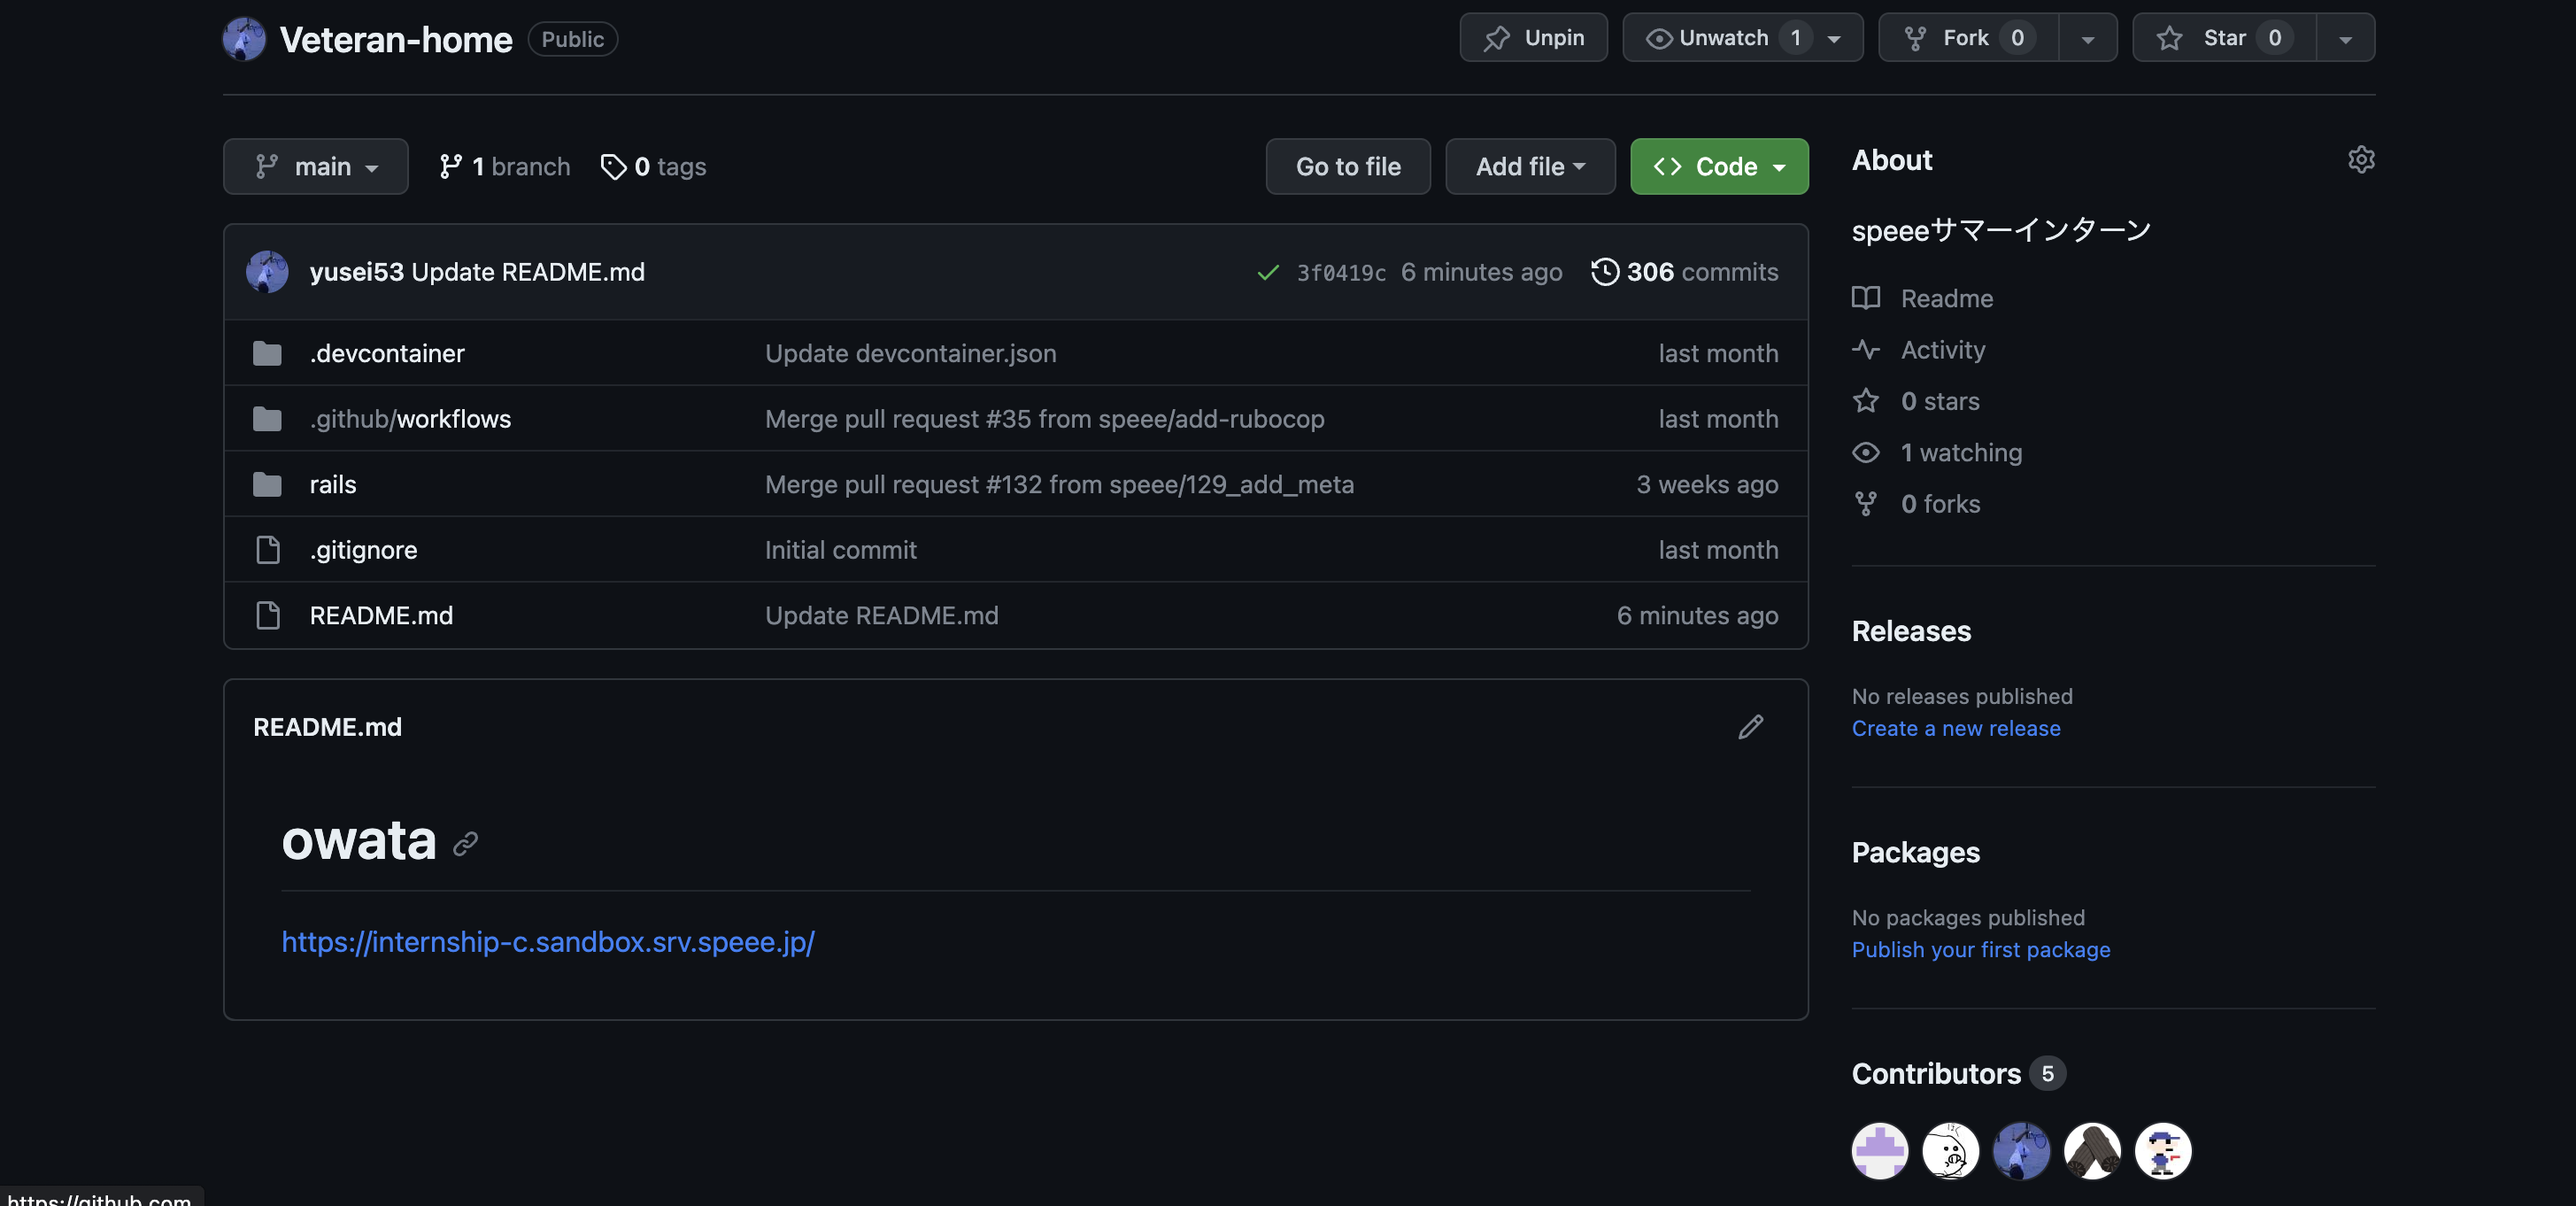 Veteran-home Public
Unpin Unwatch 1 Fork 0 Star 0
main 1 branch 0 tags Go to file Add file Code
yusei53 Update README.md 3f0419c 6 minutes ago 306 commits
.devcontainer Update devcontainer.json last month
.github/workflows Merge pull request #35 from speee/add-rubocop last month
rails Merge pull request #132 from speee/129_add_meta 3 weeks ago
.gitignore Initial commit last month
README.md Update README.md 6 minutes ago
README.md
owata
https://internship-c.sandbox.srv.speee.jp/
About
speeeサマーインターン
Readme
Activity
0 stars
1 watching
0 forks
Releases
No releases published
Create a new release
Packages
No packages published
Publish your first package
Contributors 5
https://github.com